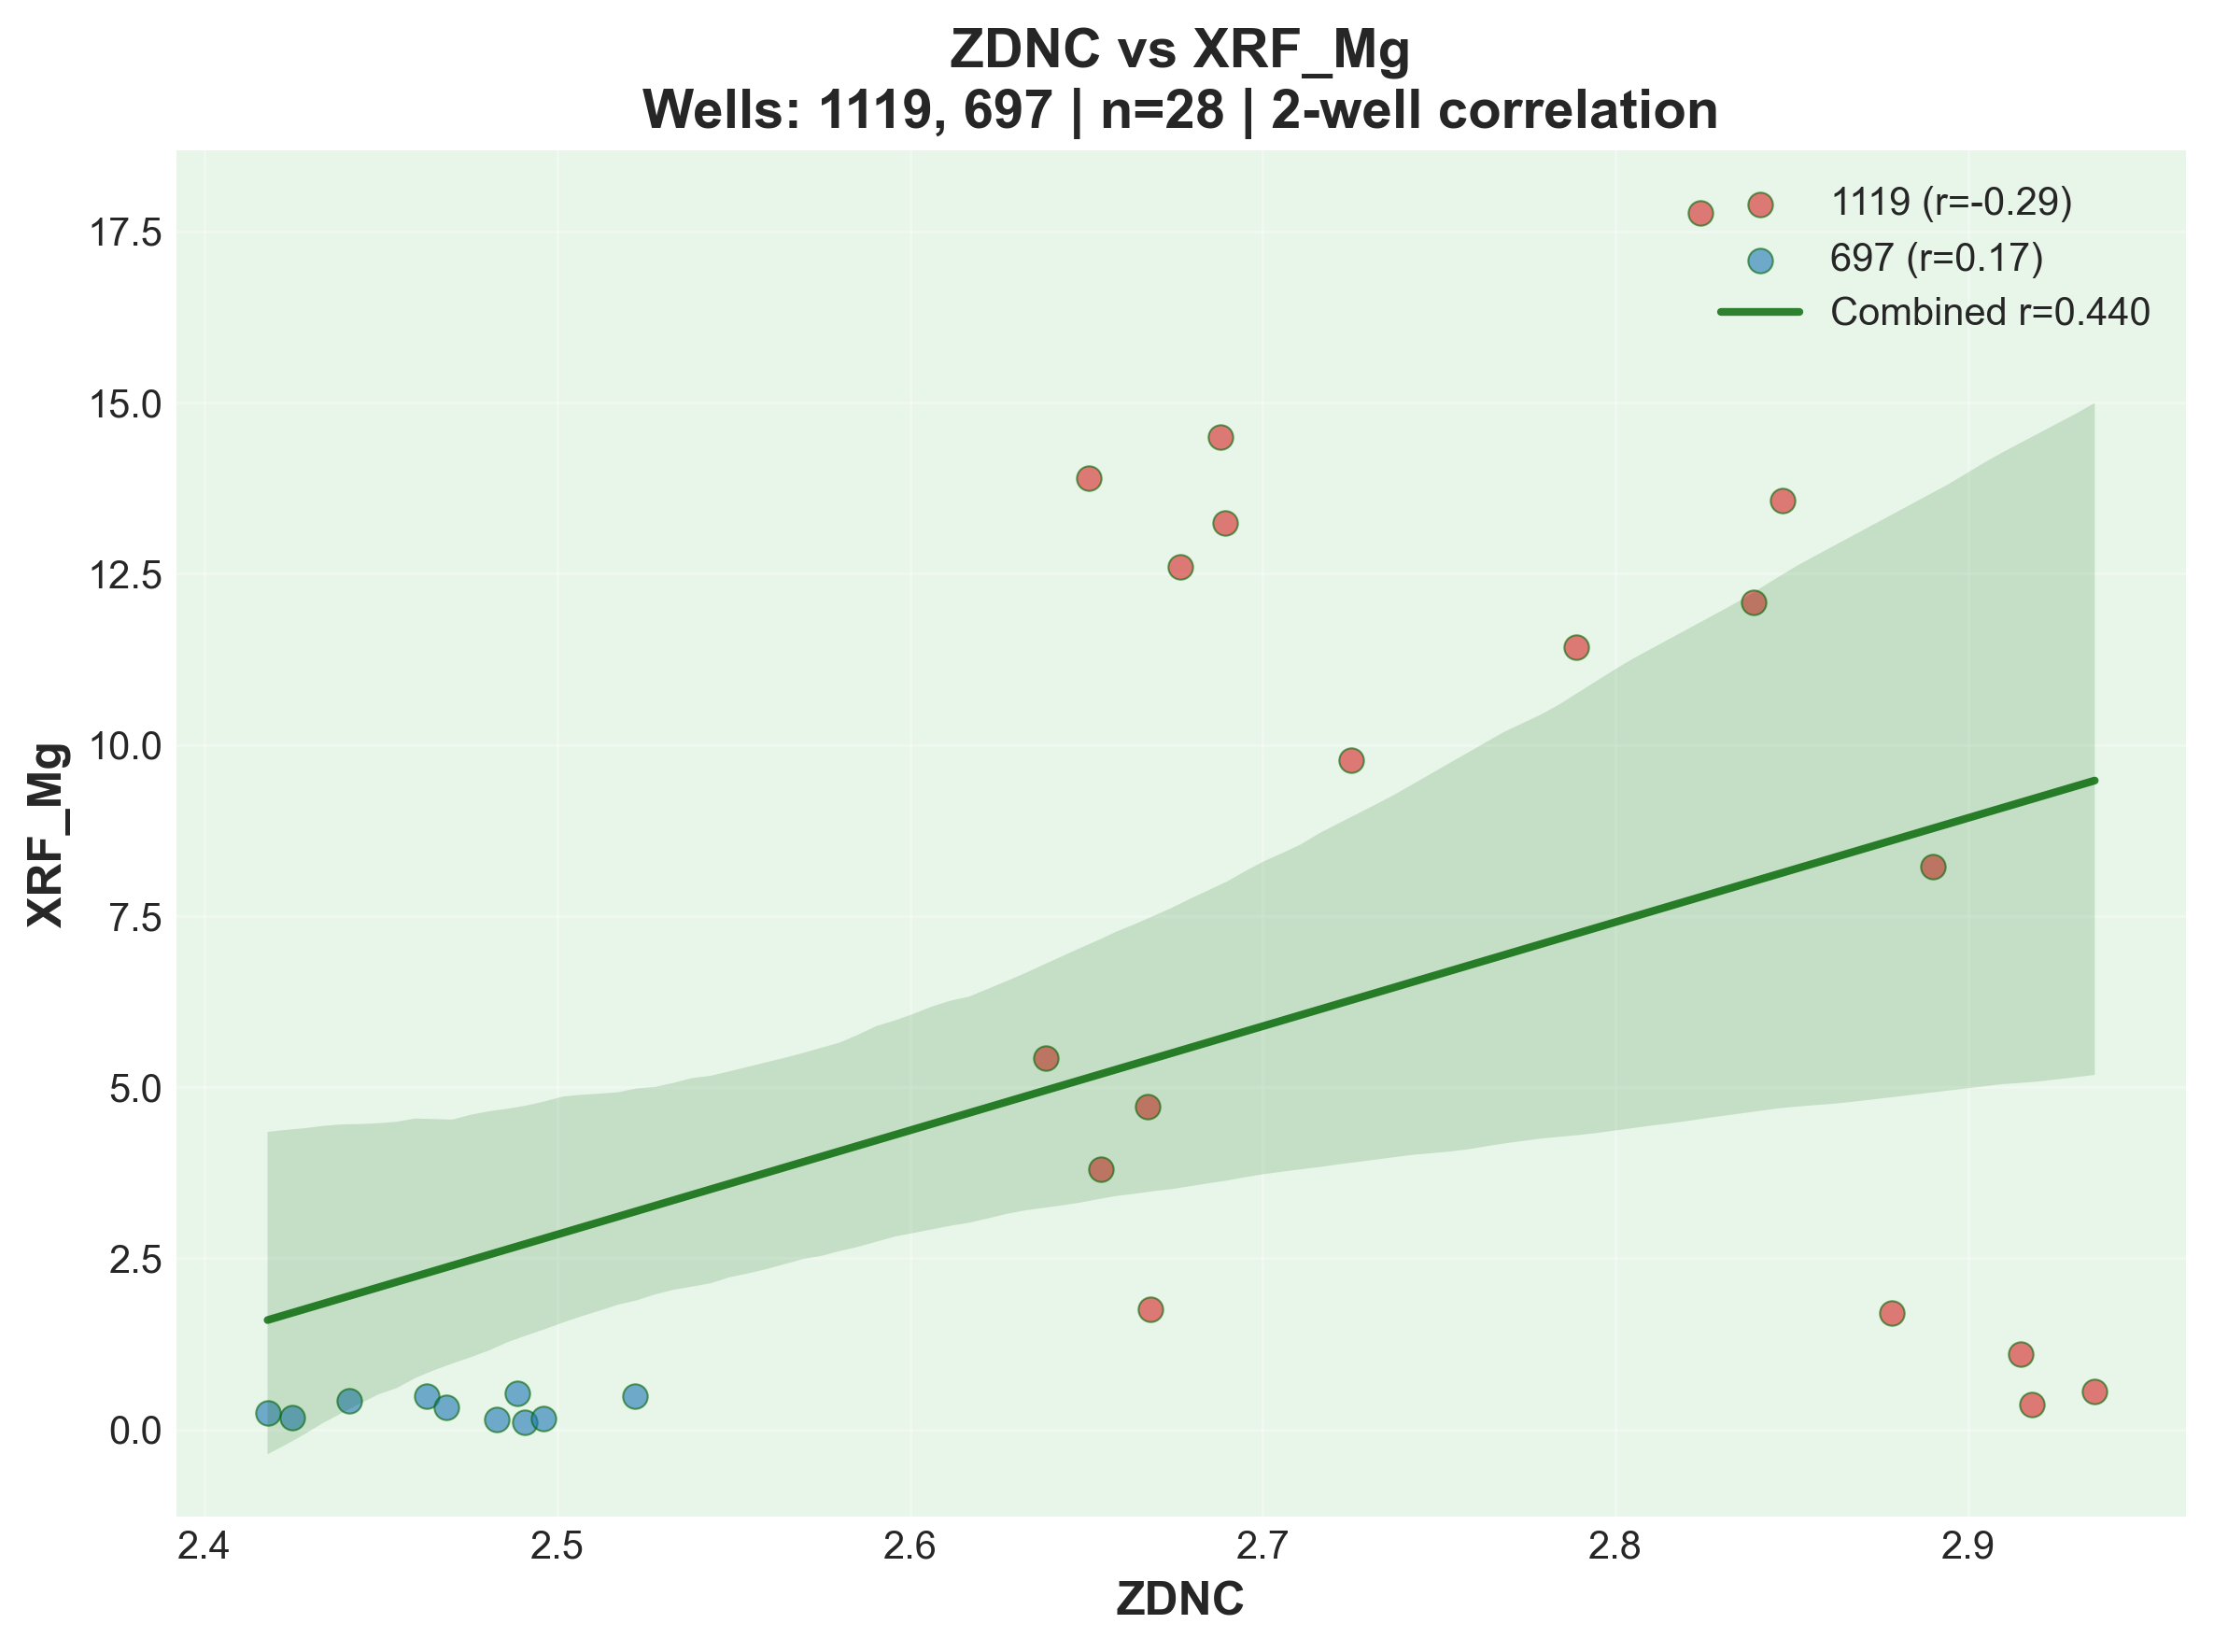 ZDNC vs XRF_Mg
Wells: 1119, 697 | n=28 | 2-well correlation
1119 (r=-0.29)
697 (r=0.17)
Combined r=0.440
XRF_Mg
17.5
15.0
12.5
10.0
7.5
5.0
2.5
0.0
2.4 2.5 2.6 2.7 2.8 2.9
ZDNC